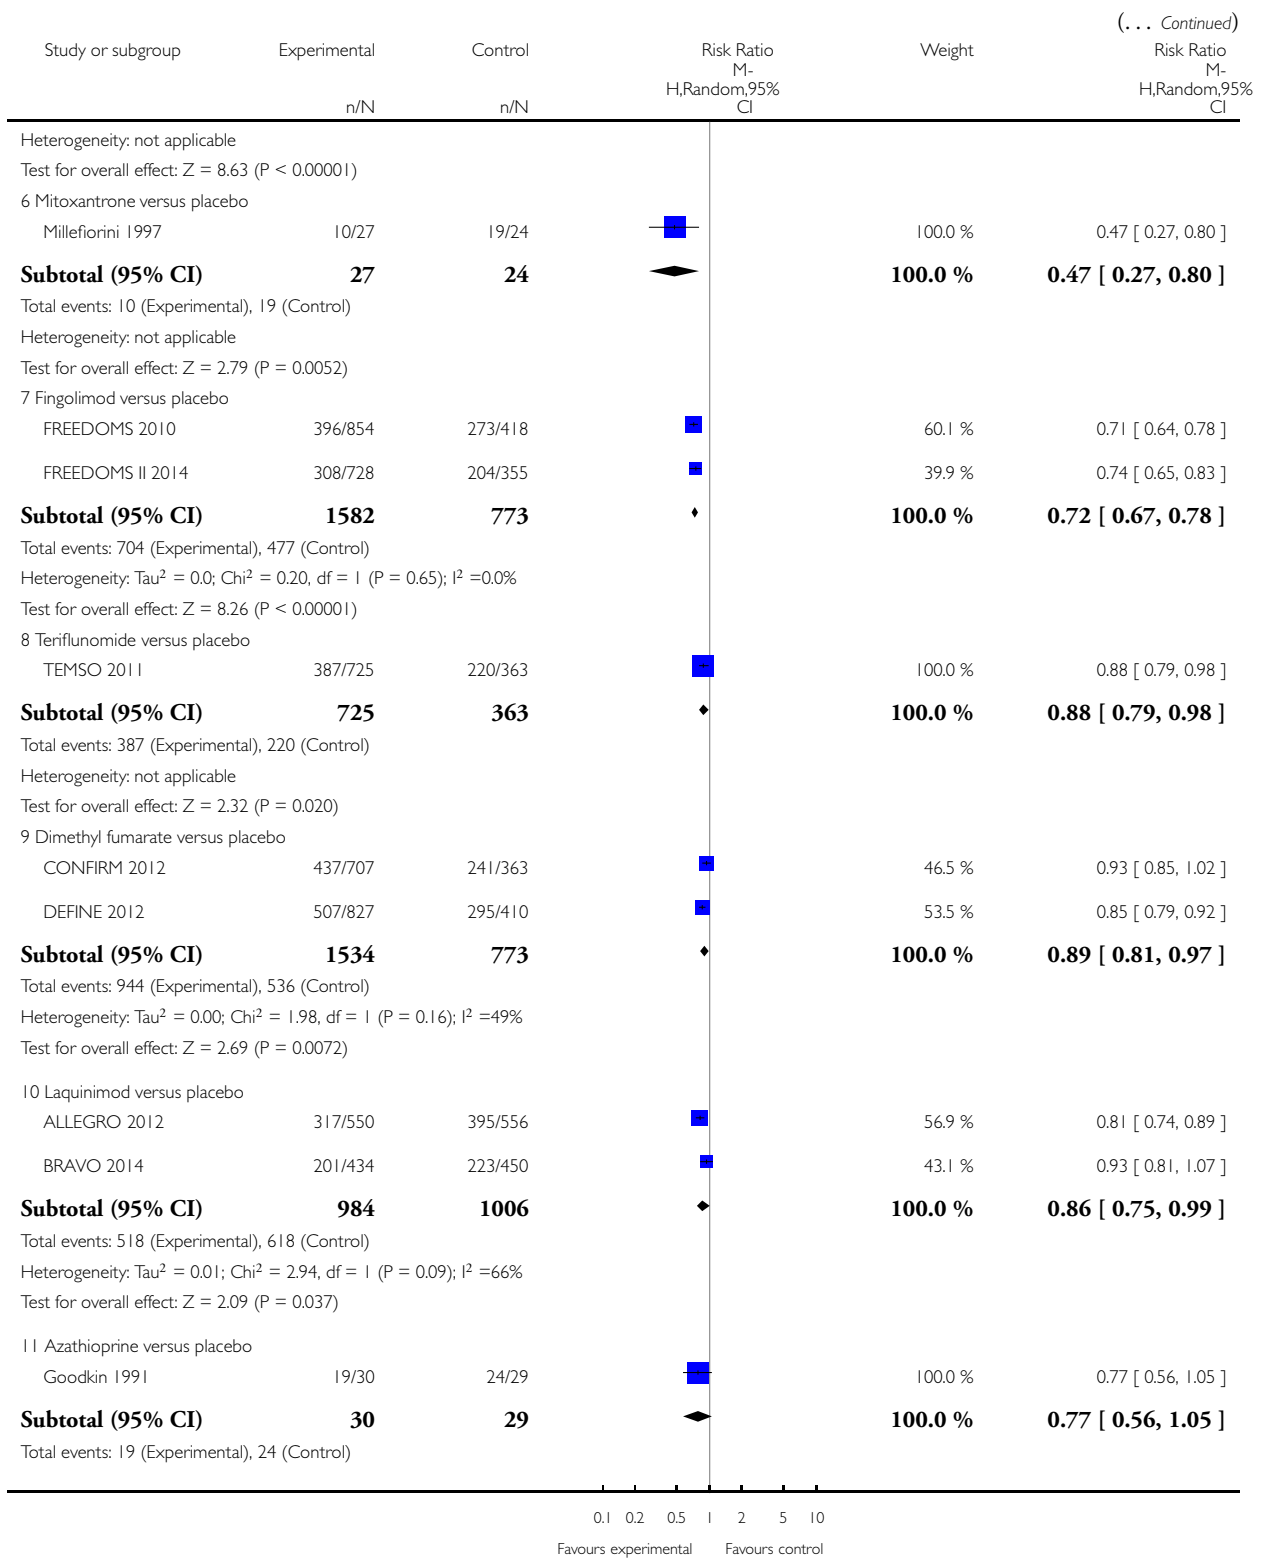 (... Continued)
Study or subgroup Experimental Control Risk Ratio Weight Risk Ratio
M- M-
H,Random,95% H,Random,95%
n/N n/N CI CI
Heterogeneity: not applicable
Test for overall effect: Z = 8.63 (P < 0.00001)
6 Mitoxantrone versus placebo
Millefiorini 1997 10/27 19/24 100.0 % 0.47 [ 0.27, 0.80 ]
Subtotal (95% CI) 27 24 100.0 % 0.47 [ 0.27, 0.80 ]
Total events: 10 (Experimental), 19 (Control)
Heterogeneity: not applicable
Test for overall effect: Z = 2.79 (P = 0.0052)
7 Fingolimod versus placebo
FREEDOMS 2010 396/854 273/418 60.1 % 0.71 [ 0.64, 0.78 ]
FREEDOMS II 2014 308/728 204/355 39.9 % 0.74 [ 0.65, 0.83 ]
Subtotal (95% CI) 1582 773 100.0 % 0.72 [ 0.67, 0.78 ]
Total events: 704 (Experimental), 477 (Control)
Heterogeneity: Tau² = 0.0; Chi² = 0.20, df = 1 (P = 0.65); I² =0.0%
Test for overall effect: Z = 8.26 (P < 0.00001)
8 Teriflunomide versus placebo
TEMSO 2011 387/725 220/363 100.0 % 0.88 [ 0.79, 0.98 ]
Subtotal (95% CI) 725 363 100.0 % 0.88 [ 0.79, 0.98 ]
Total events: 387 (Experimental), 220 (Control)
Heterogeneity: not applicable
Test for overall effect: Z = 2.32 (P = 0.020)
9 Dimethyl fumarate versus placebo
CONFIRM 2012 437/707 241/363 46.5 % 0.93 [ 0.85, 1.02 ]
DEFINE 2012 507/827 295/410 53.5 % 0.85 [ 0.79, 0.92 ]
Subtotal (95% CI) 1534 773 100.0 % 0.89 [ 0.81, 0.97 ]
Total events: 944 (Experimental), 536 (Control)
Heterogeneity: Tau² = 0.00; Chi² = 1.98, df = 1 (P = 0.16); I² =49%
Test for overall effect: Z = 2.69 (P = 0.0072)
10 Laquinimod versus placebo
ALLEGRO 2012 317/550 395/556 56.9 % 0.81 [ 0.74, 0.89 ]
BRAVO 2014 201/434 223/450 43.1 % 0.93 [ 0.81, 1.07 ]
Subtotal (95% CI) 984 1006 100.0 % 0.86 [ 0.75, 0.99 ]
Total events: 518 (Experimental), 618 (Control)
Heterogeneity: Tau² = 0.01; Chi² = 2.94, df = 1 (P = 0.09); I² =66%
Test for overall effect: Z = 2.09 (P = 0.037)
11 Azathioprine versus placebo
Goodkin 1991 19/30 24/29 100.0 % 0.77 [ 0.56, 1.05 ]
Subtotal (95% CI) 30 29 100.0 % 0.77 [ 0.56, 1.05 ]
Total events: 19 (Experimental), 24 (Control)
0.1 0.2 0.5 1 2 5 10
Favours experimental Favours control